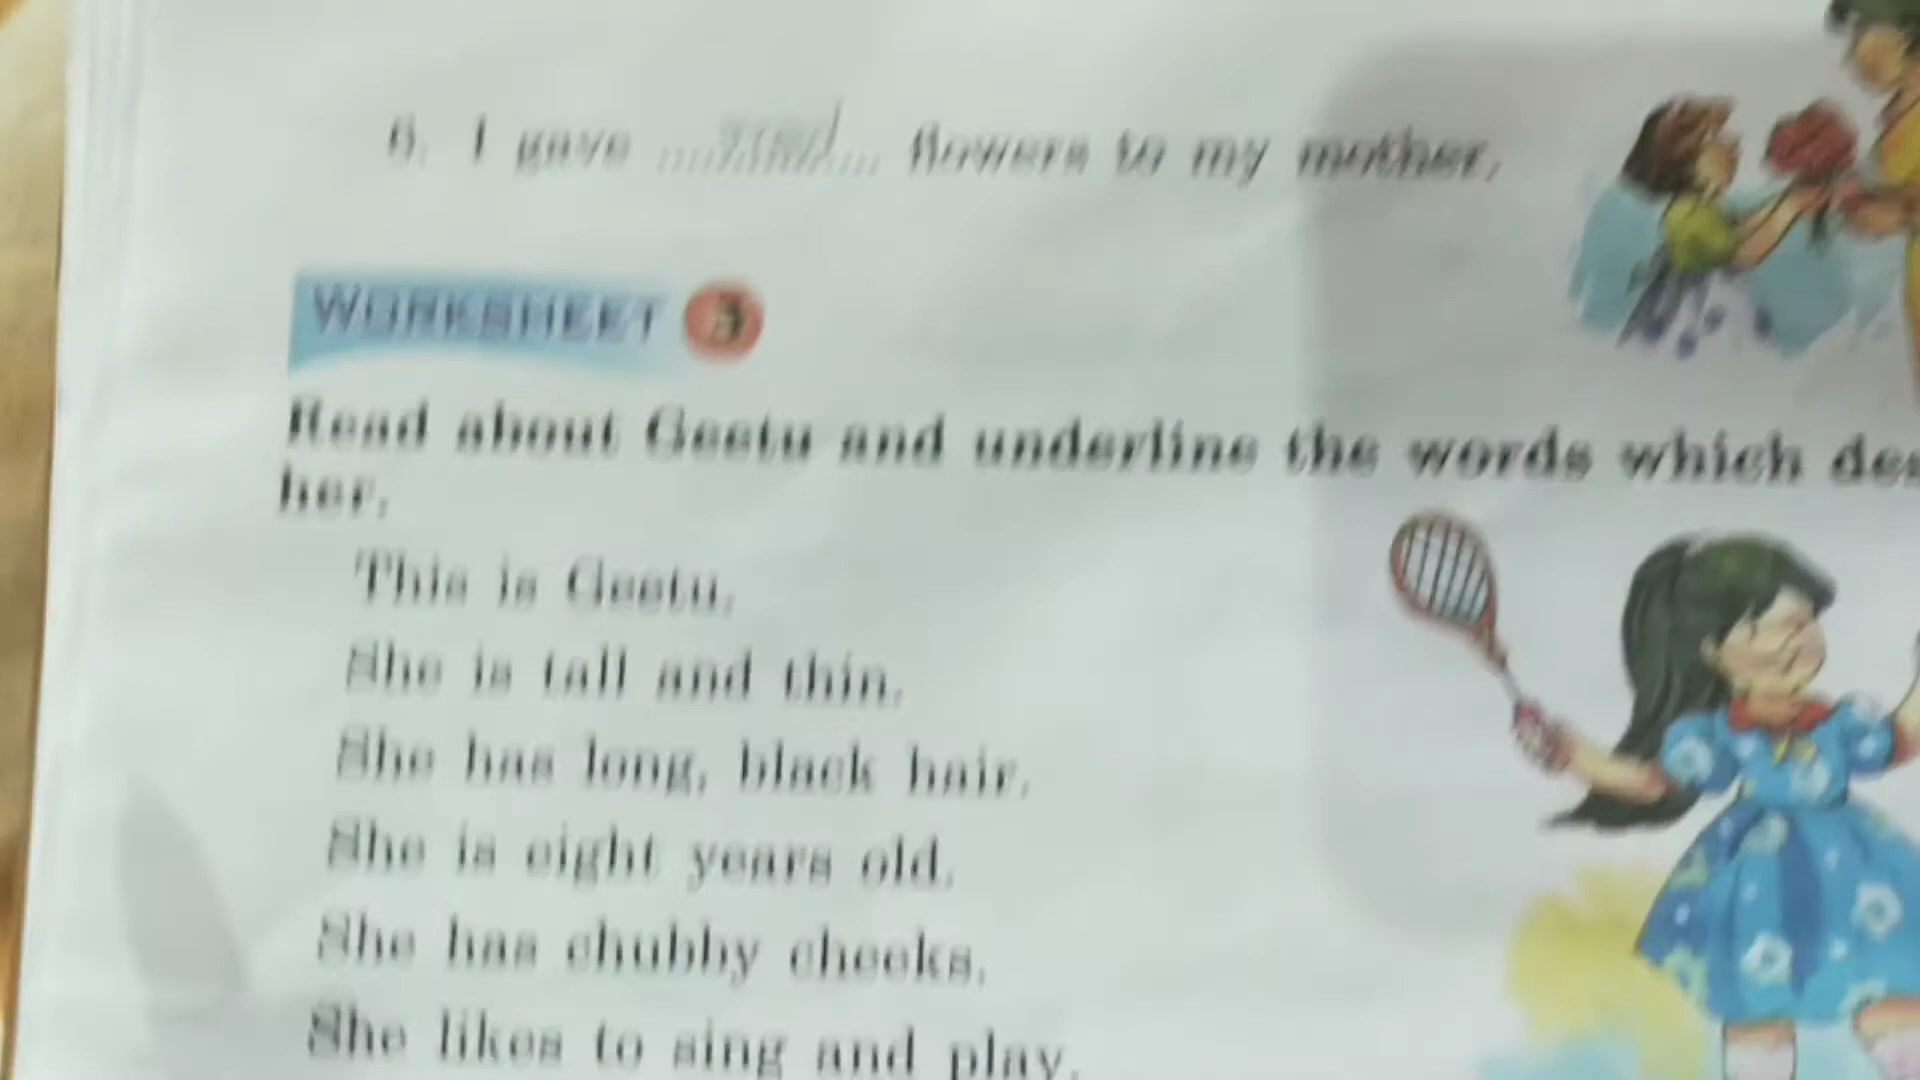 6. I gave red flowers to my mother.
WORKSHEET 3
Read about Geetu and underline the words which des
her.
This is Geetu.
She is tall and thin.
She has long, black hair.
She is eight years old.
She has chubby cheeks.
She likes to sing and play.